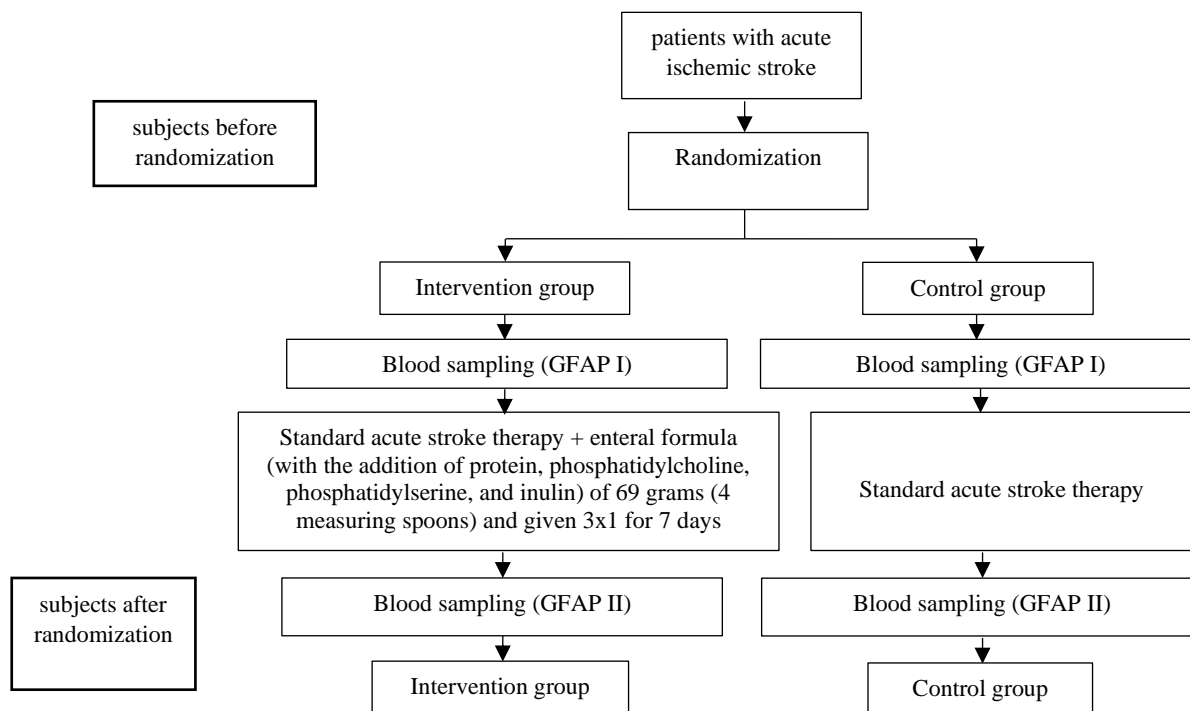 patients with acute
ischemic stroke
subjects before
randomization
Randomization
Intervention group
Control group
Blood sampling (GFAP I)
Blood sampling (GFAP I)
Standard acute stroke therapy + enteral formula
(with the addition of protein, phosphatidylcholine,
phosphatidylserine, and inulin) of 69 grams (4
measuring spoons) and given 3x1 for 7 days
Standard acute stroke therapy
subjects after
randomization
Blood sampling (GFAP II)
Blood sampling (GFAP II)
Intervention group
Control group